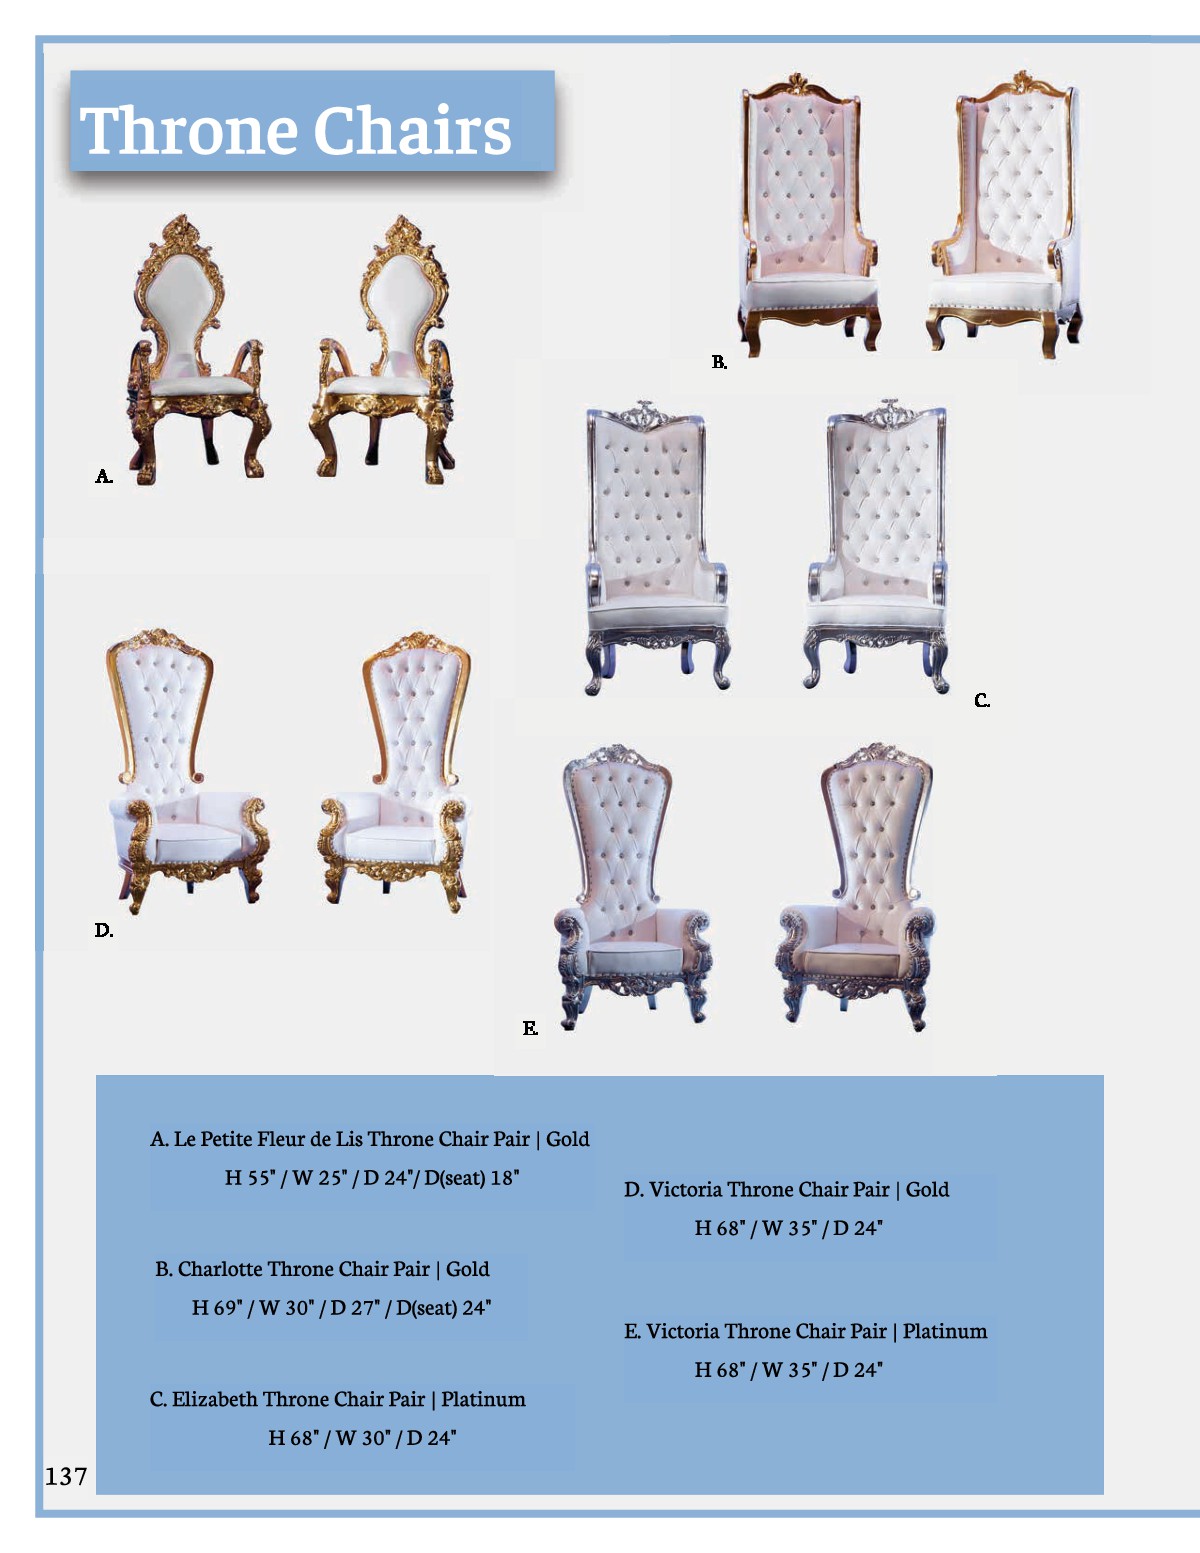 Throne Chairs
B.
A.
C.
D.
E.
A. Le Petite Fleur de Lis Throne Chair Pair | Gold
H 55" / W 25" / D 24"/ D(seat) 18"
B. Charlotte Throne Chair Pair | Gold
H 69" / W 30" / D 27" / D(seat) 24"
C. Elizabeth Throne Chair Pair | Platinum
H 68" / W 30" / D 24"
D. Victoria Throne Chair Pair | Gold
H 68" / W 35" / D 24"
E. Victoria Throne Chair Pair | Platinum
H 68" / W 35" / D 24"
137